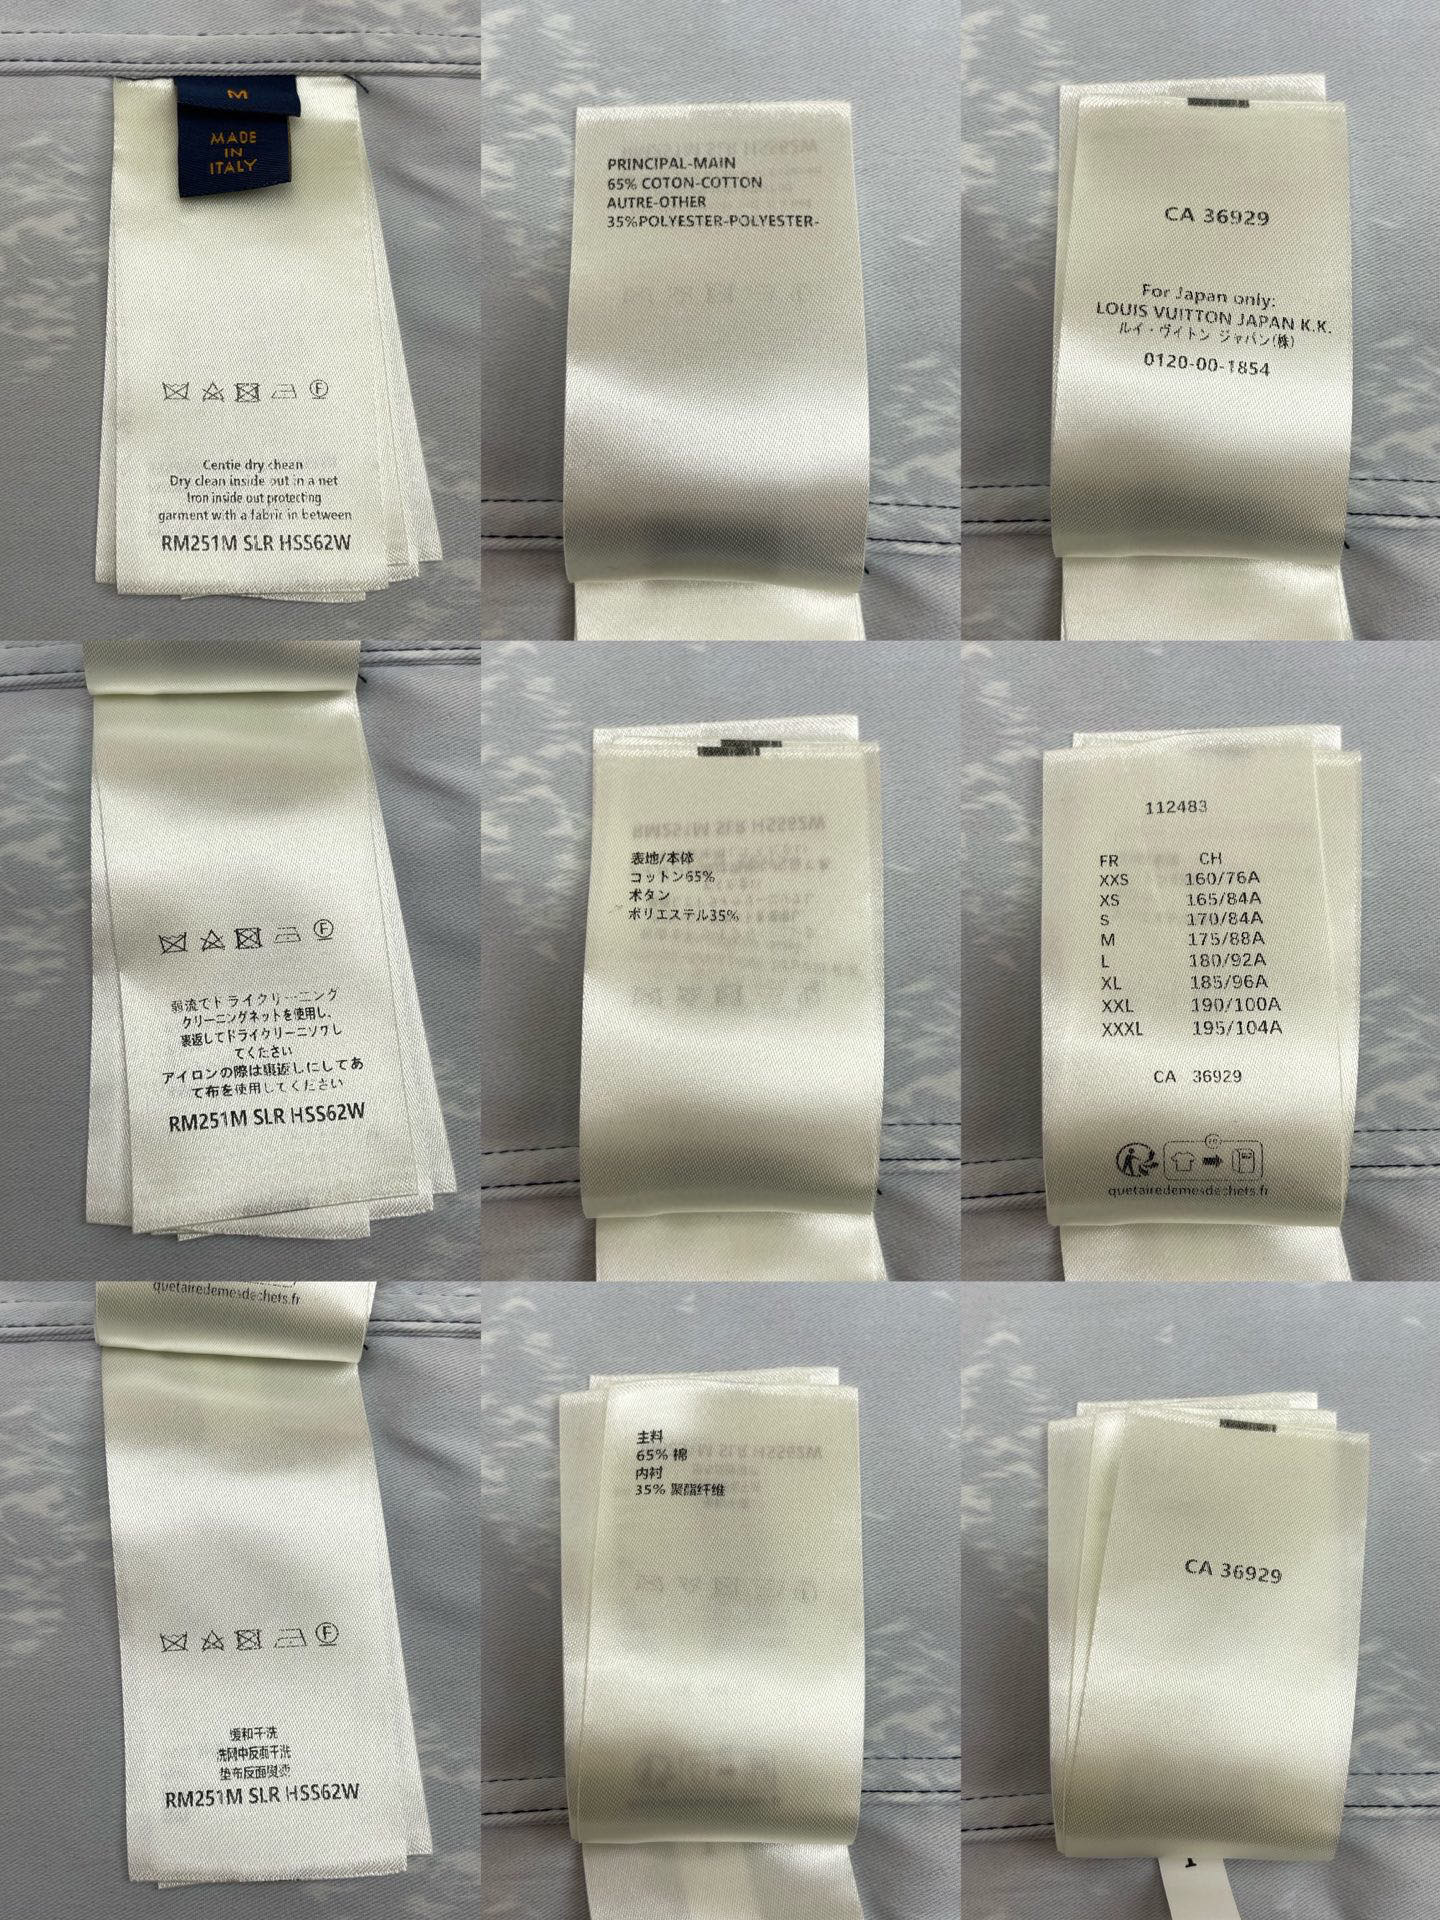 M
MADE
IN
ITALY
Centie dry chean
Dry clean inside out in a net
Iron inside out protecting
garment with a fabric in between
RM251M SLR HSS62W
PRINCIPAL-MAIN
65% COTON-COTTON
AUTRE-OTHER
35%POLYESTER-POLYESTER-
CA 36929
For Japan only:
LOUIS VUITTON JAPAN K.K.
ルイ・ヴイトン ジャパン(株)
0120-00-1854
弱流でドライクリーニング
クリーニングネットを使用し、
裏返してドライクリーニソワし
てください
アイロンの際は裏返しにしてあ
て布を使用してください
RM251M SLR HSS62W
表地/本体
コットン65%
ボタン
ポリエステル35%
112483
FR CH
XXS 160/76A
XS 165/84A
S 170/84A
M 175/88A
L 180/92A
XL 185/96A
XXL 190/100A
XXXL 195/104A
CA 36929
quefairedemesdechets.fr
quefairedemesdechets.fr
缓和干洗
洗网中反面干洗
垫布反面熨烫
RM251M SLR HSS62W
主料
65% 棉
内衬
35% 聚酯纤维
CA 36929